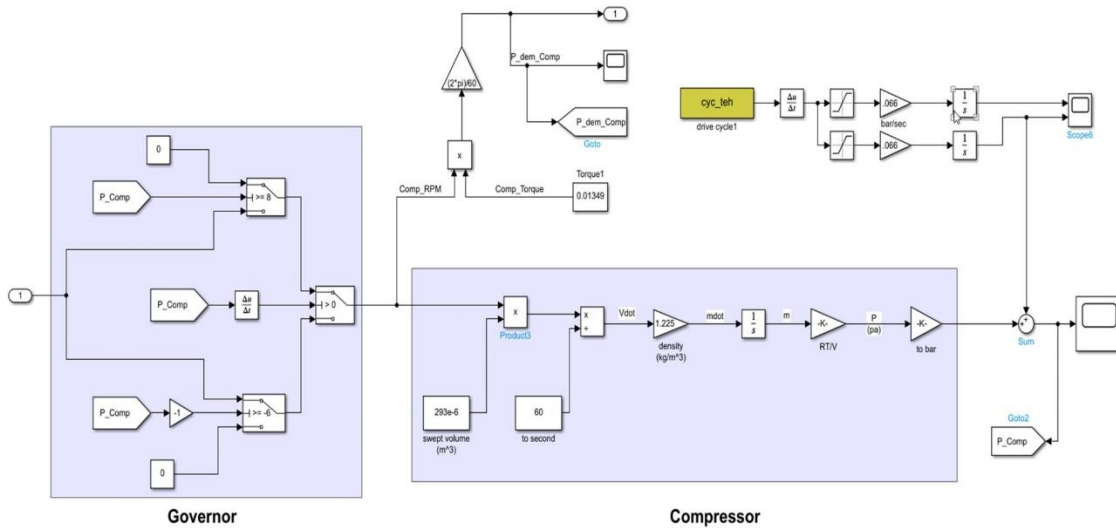 1
P_dem_Comp
(2*pi)/60
P_dem_Comp
Goto
cyc_teh
drive cycle1
Δu
Δt
.066
bar/sec
1
s
Scope6
.066
1
s
x
Comp_RPM
Comp_Torque
Torque1
0.01349
0
P_Comp
>= 8
1
P_Comp
Δu
Δt
> 0
P_Comp
-1
>= -6
0
x
Product3
x
÷
Vdot
1.225
density
(kg/m^3)
mdot
1
s
m
-K-
RT/V
P
(pa)
-K-
to bar
+
+
Sum
293e-6
swept volume
(m^3)
60
to second
Goto2
P_Comp
Governor
Compressor